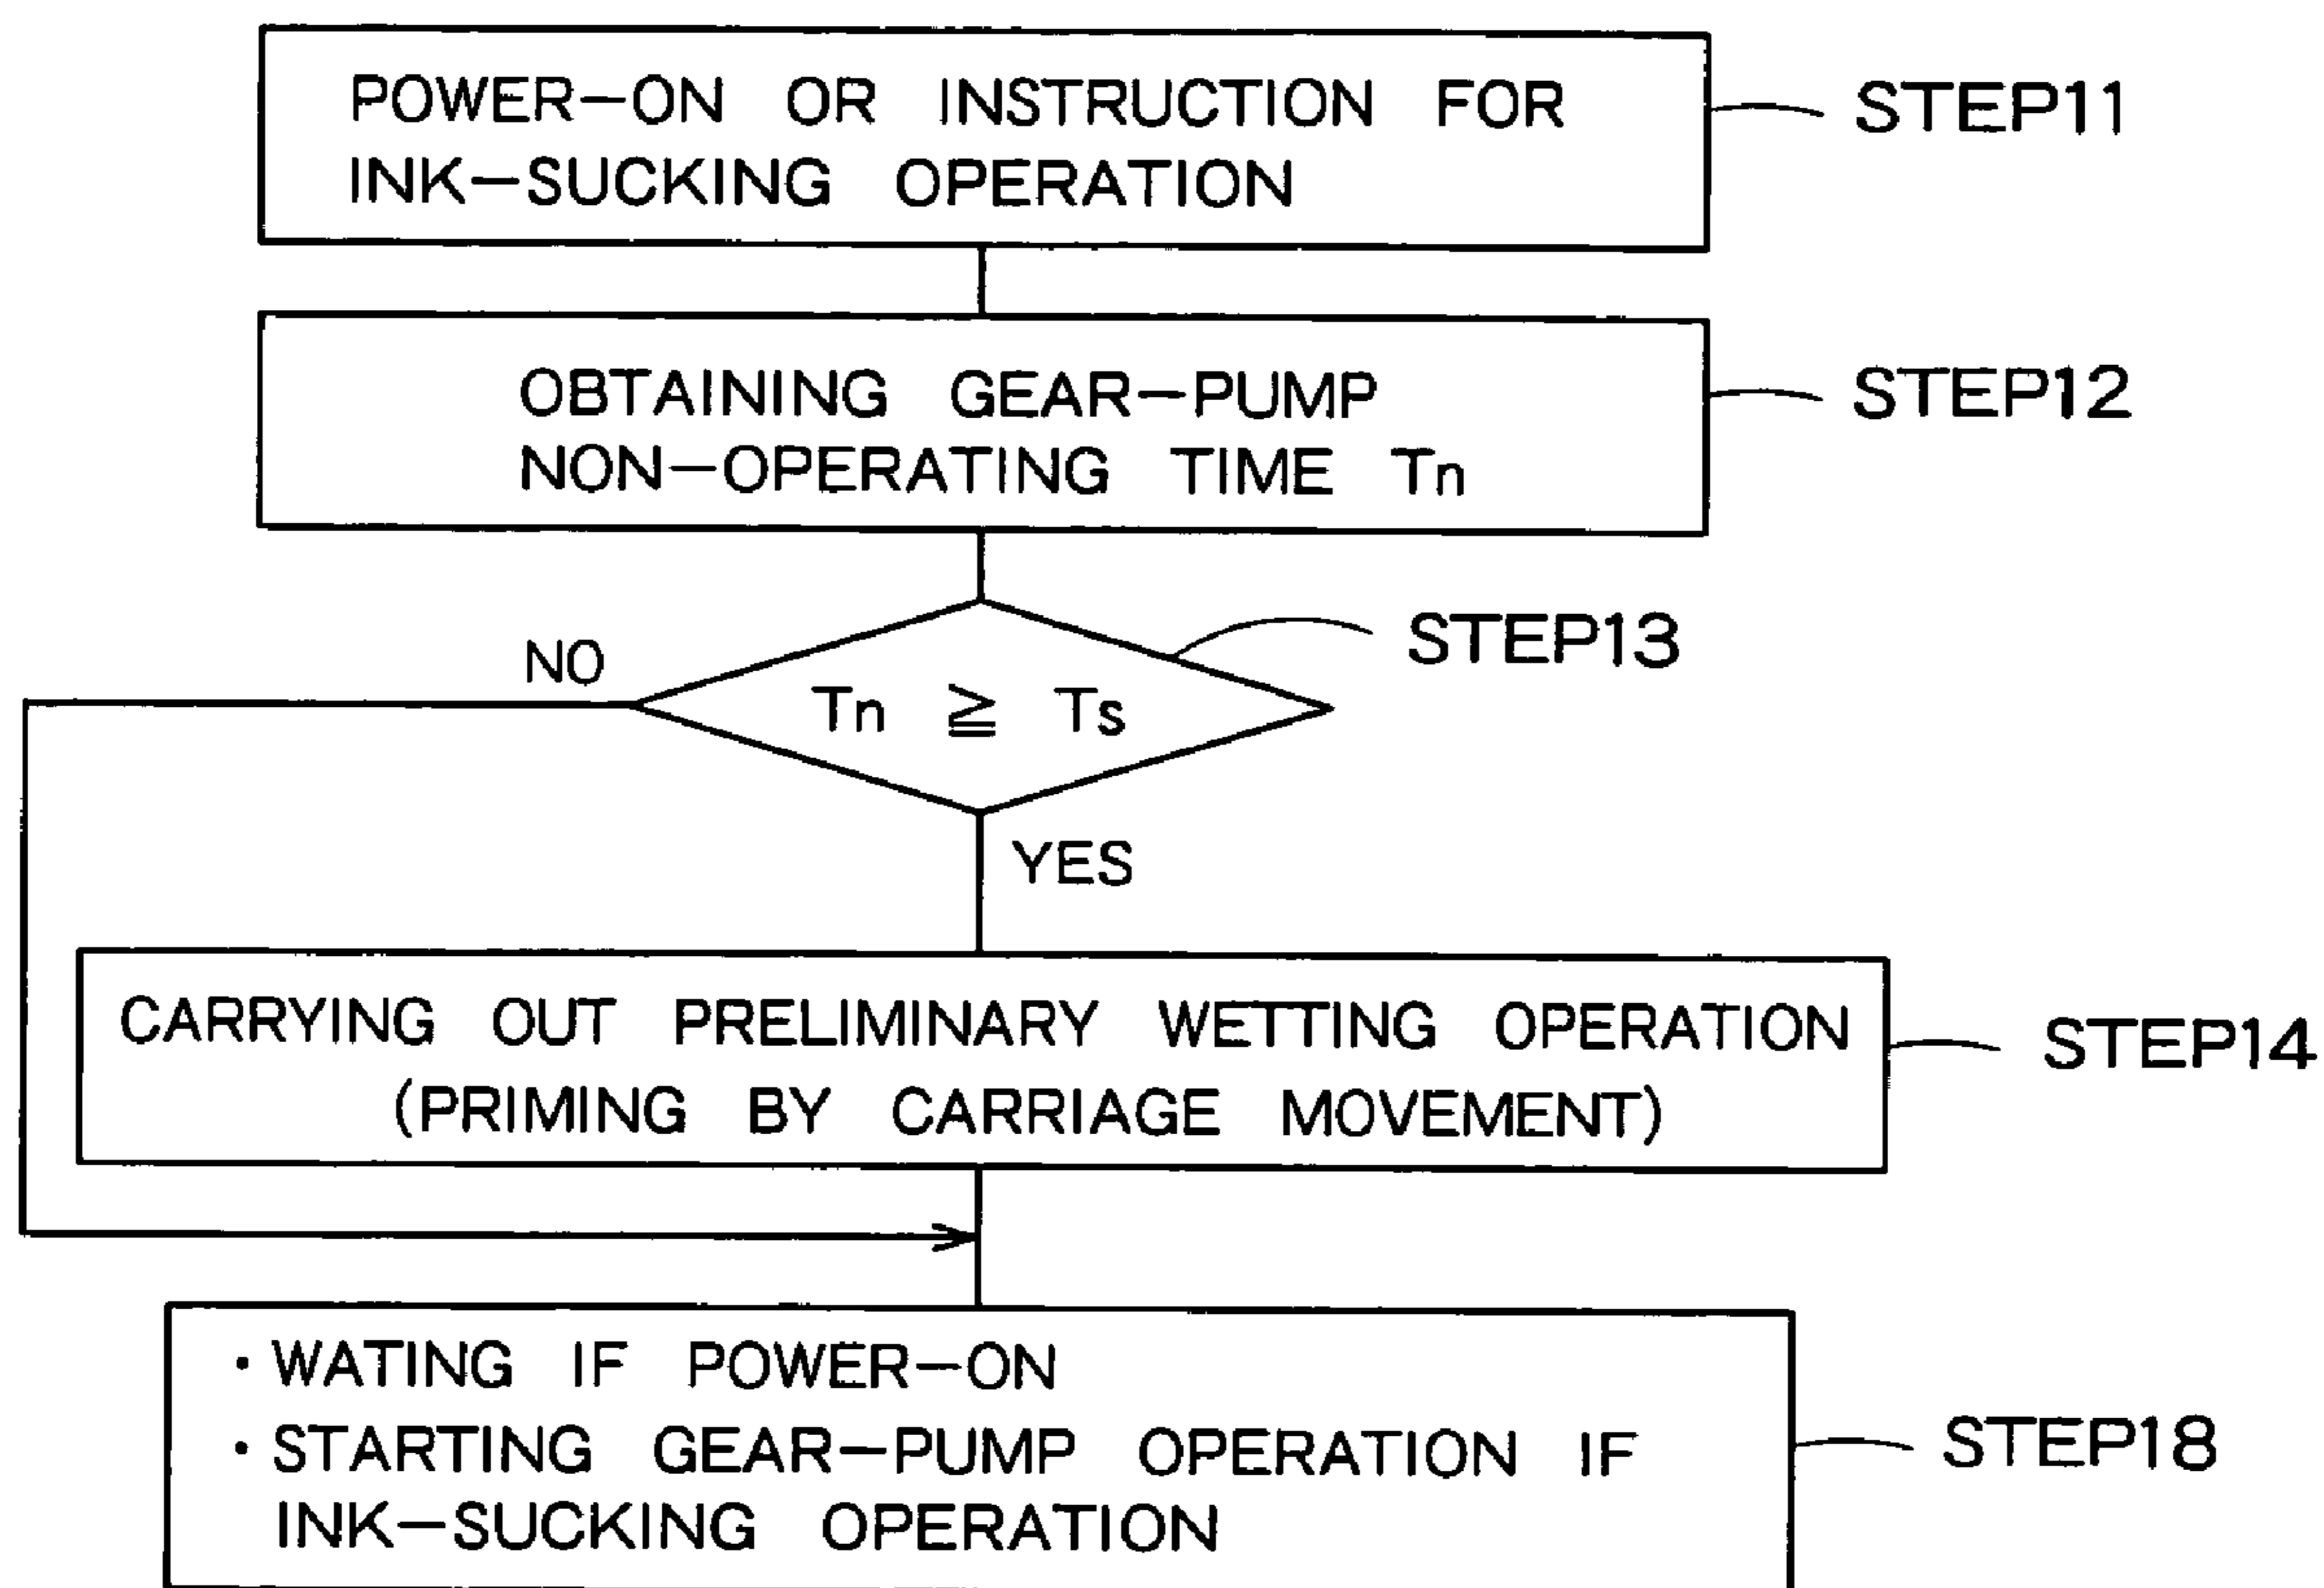 POWER—ON OR INSTRUCTION FOR
INK—SUCKING OPERATION
STEP11
OBTAINING GEAR—PUMP
NON—OPERATING TIME Tn
STEP12
STEP13
NO
Tn ≧ Ts
YES
CARRYING OUT PRELIMINARY WETTING OPERATION
(PRIMING BY CARRIAGE MOVEMENT)
STEP14
・WATING IF POWER—ON
・STARTING GEAR—PUMP OPERATION IF
INK—SUCKING OPERATION
STEP18